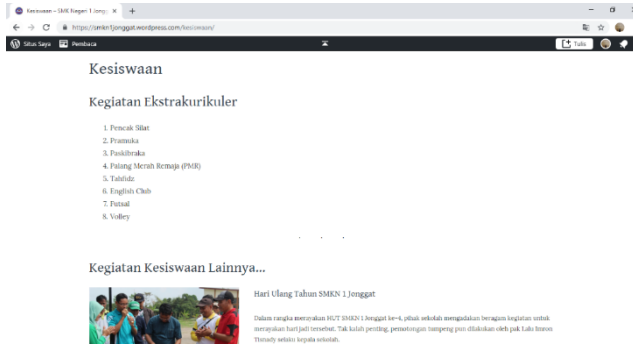 Kesiswaan – SMK Negeri 1 Jongg
https://smkn1jonggat.wordpress.com/kesiswaan/
Situs Saya Pembaca Tulis
Kesiswaan
Kegiatan Ekstrakurikuler
1. Pencak Silat
2. Pramuka
3. Paskibraka
4. Palang Merah Remaja (PMR)
5. Tahfidz
6. English Club
7. Futsal
8. Volley
Kegiatan Kesiswaan Lainnya...
Hari Ulang Tahun SMKN 1 Jonggat
Dalam rangka merayakan HUT SMKN 1 Jonggat ke-4, pihak sekolah mengadakan beragam kegiatan untuk
merayakan hari jadi tersebut. Tak kalah penting, pemotongan tumpeng pun dilakukan oleh pak Lalu Imron
selaku kepala sekolah.